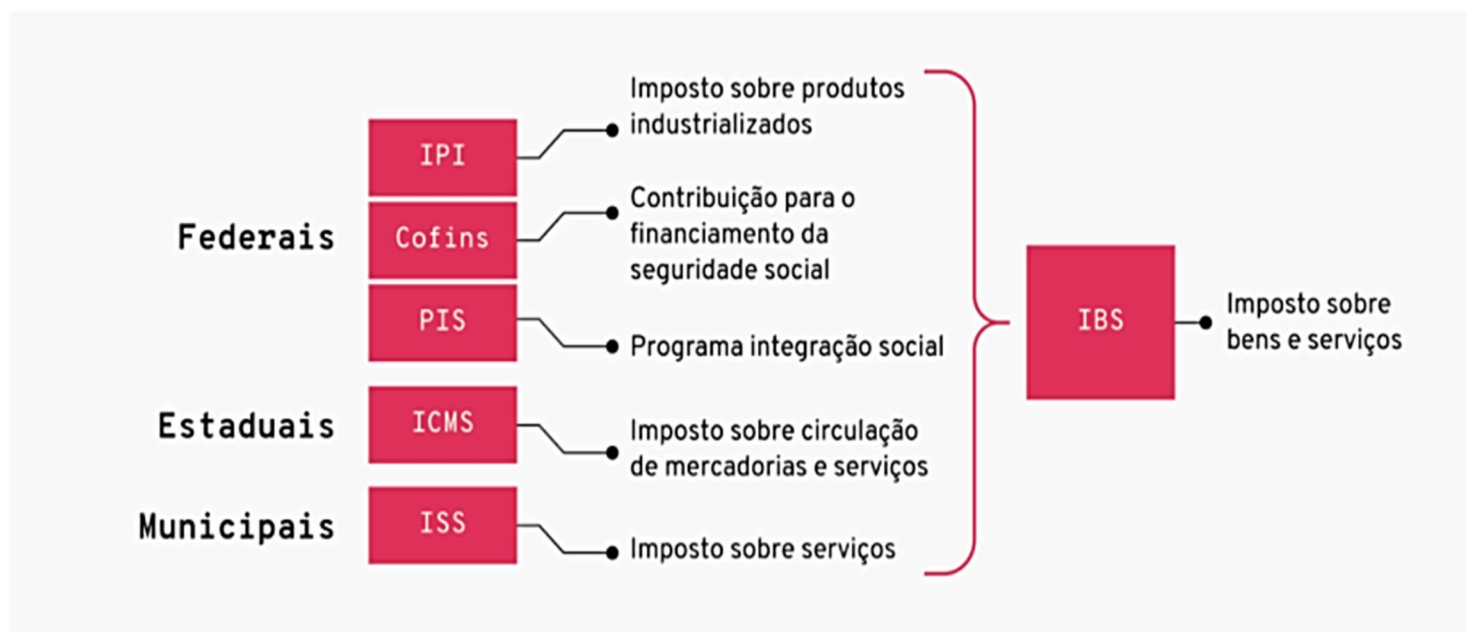 Federais
IPI
Imposto sobre produtos
industrializados
Cofins
Contribuição para o
financiamento da
seguridade social
PIS
Programa integração social
Estaduais
ICMS
Imposto sobre circulação
de mercadorias e serviços
Municipais
ISS
Imposto sobre serviços
IBS
Imposto sobre
bens e serviços